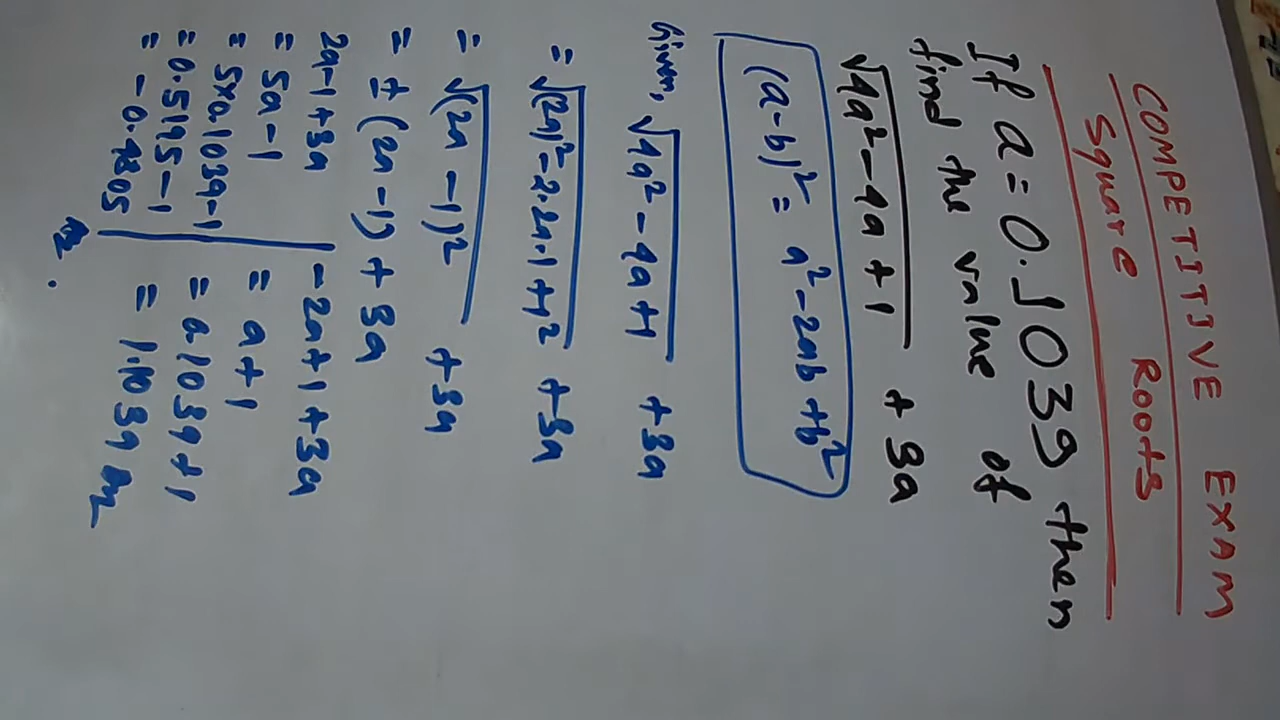 COMPETITIVE EXAM
Square Roots
If a = 0.1039 then
find the value of
√4a² - 4a + 1 + 3a
(a-b)² = a² - 2ab + b²
Given, √4a² - 4a + 1 + 3a
= √(2a)² - 2·2a·1 + 1² + 3a
= √(2a - 1)² + 3a
= ± (2a - 1) + 3a
2a - 1 + 3a
= 5a - 1
= 5×0.1039 - 1
= 0.5195 - 1
= - 0.4805
- 2a + 1 + 3a
= a + 1
= 0.1039 + 1
= 1.1039